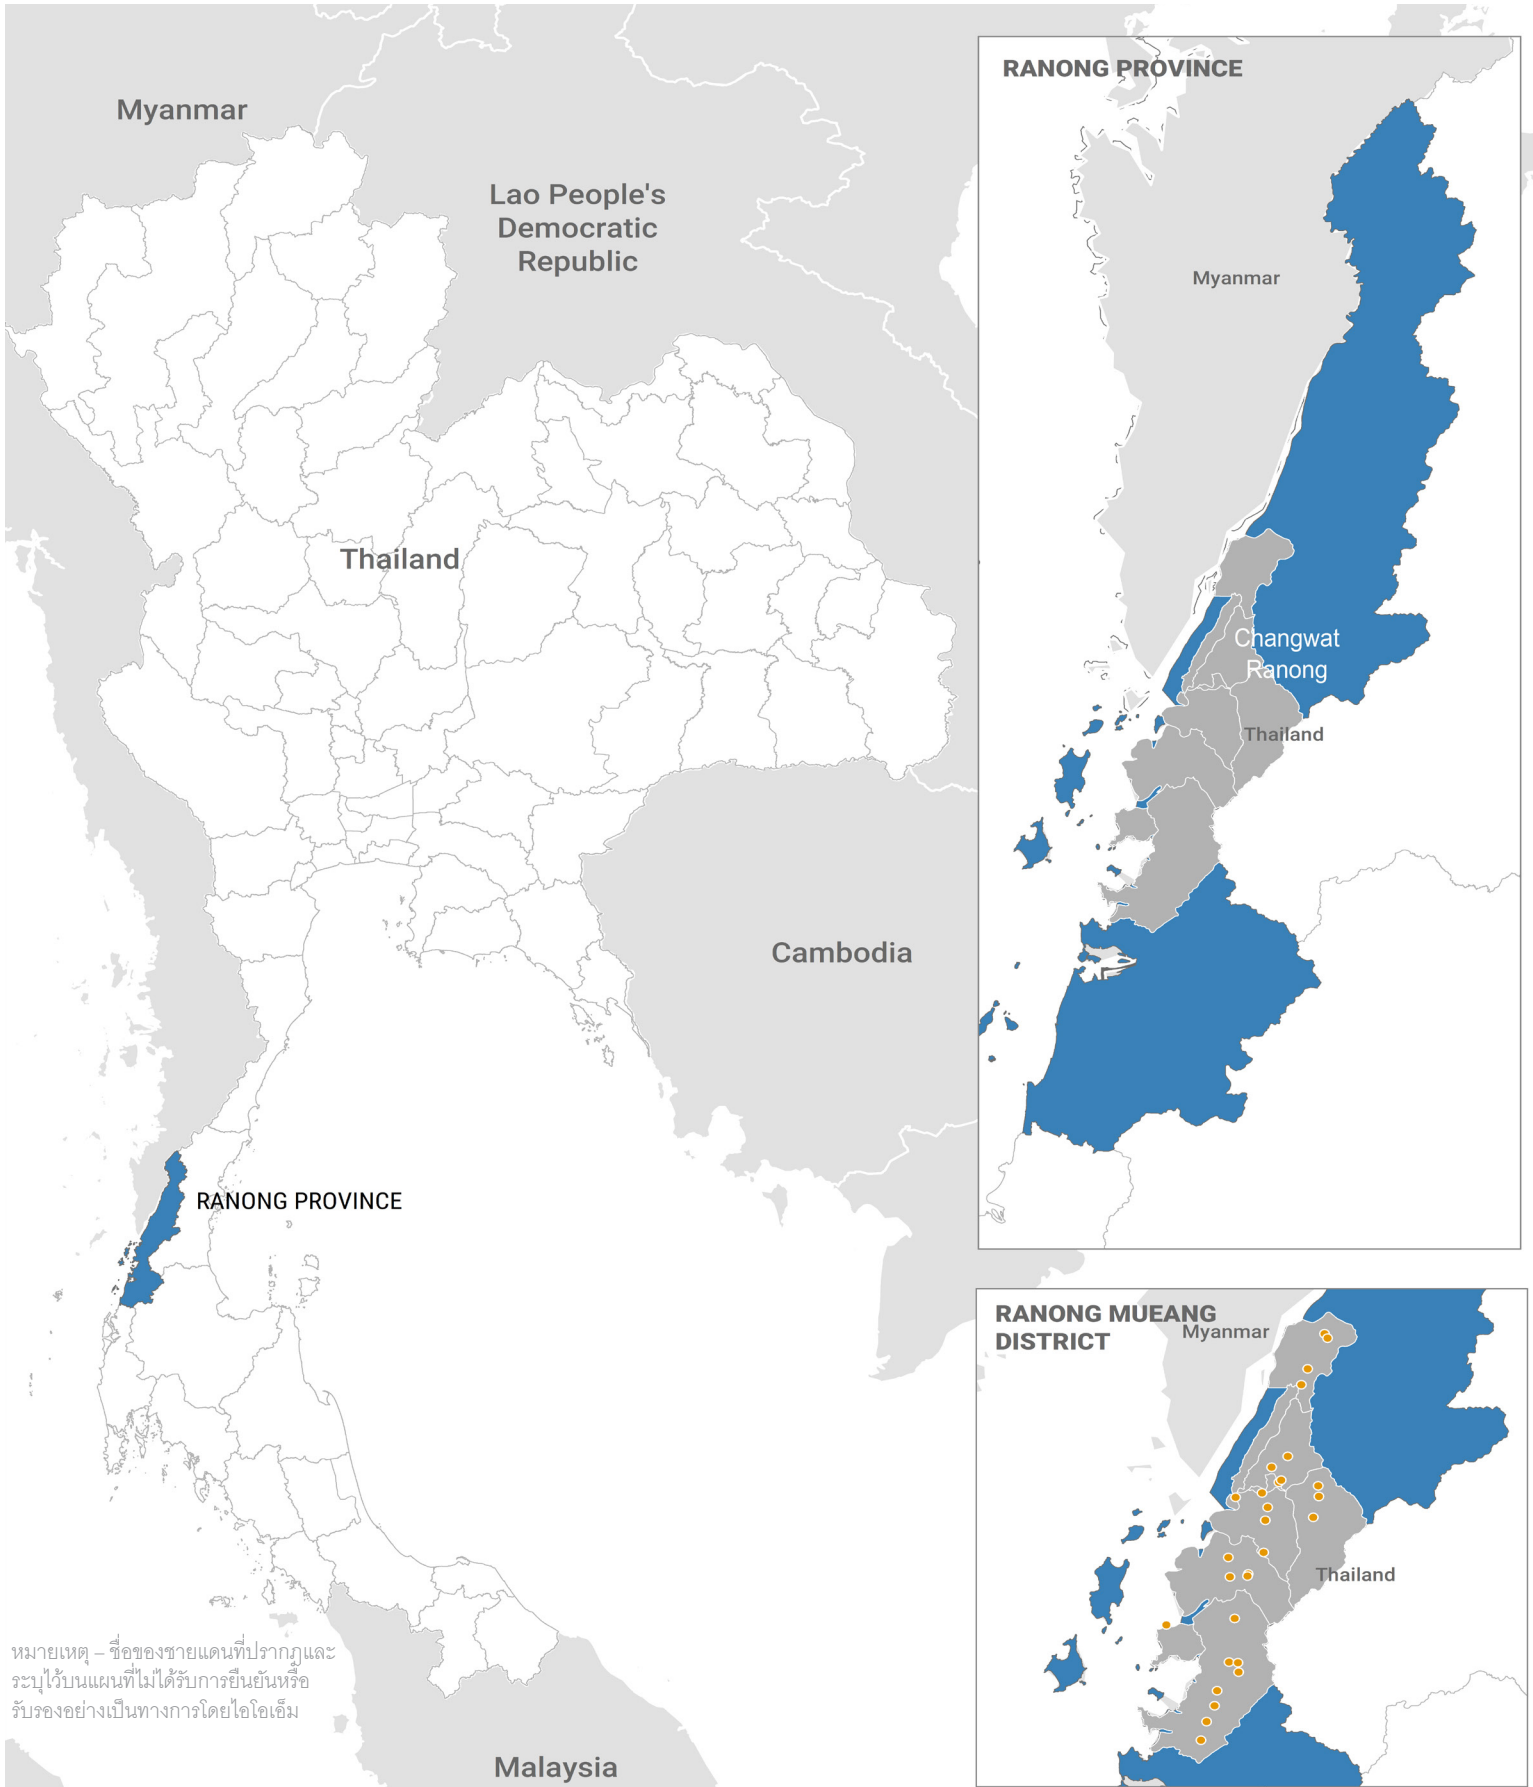 Myanmar
Lao People's
Democratic
Republic
Thailand
Cambodia
RANONG PROVINCE
Malaysia
หมายเหตุ – ชื่อของชายแดนที่ปรากฏและ
ระบุไว้บนแผนที่ไม่ได้รับการยืนยันหรือ
รับรองอย่างเป็นทางการโดยไอโอเอ็ม
RANONG PROVINCE
Myanmar
Changwat
Ranong
Thailand
RANONG MUEANG
DISTRICT
Myanmar
Thailand